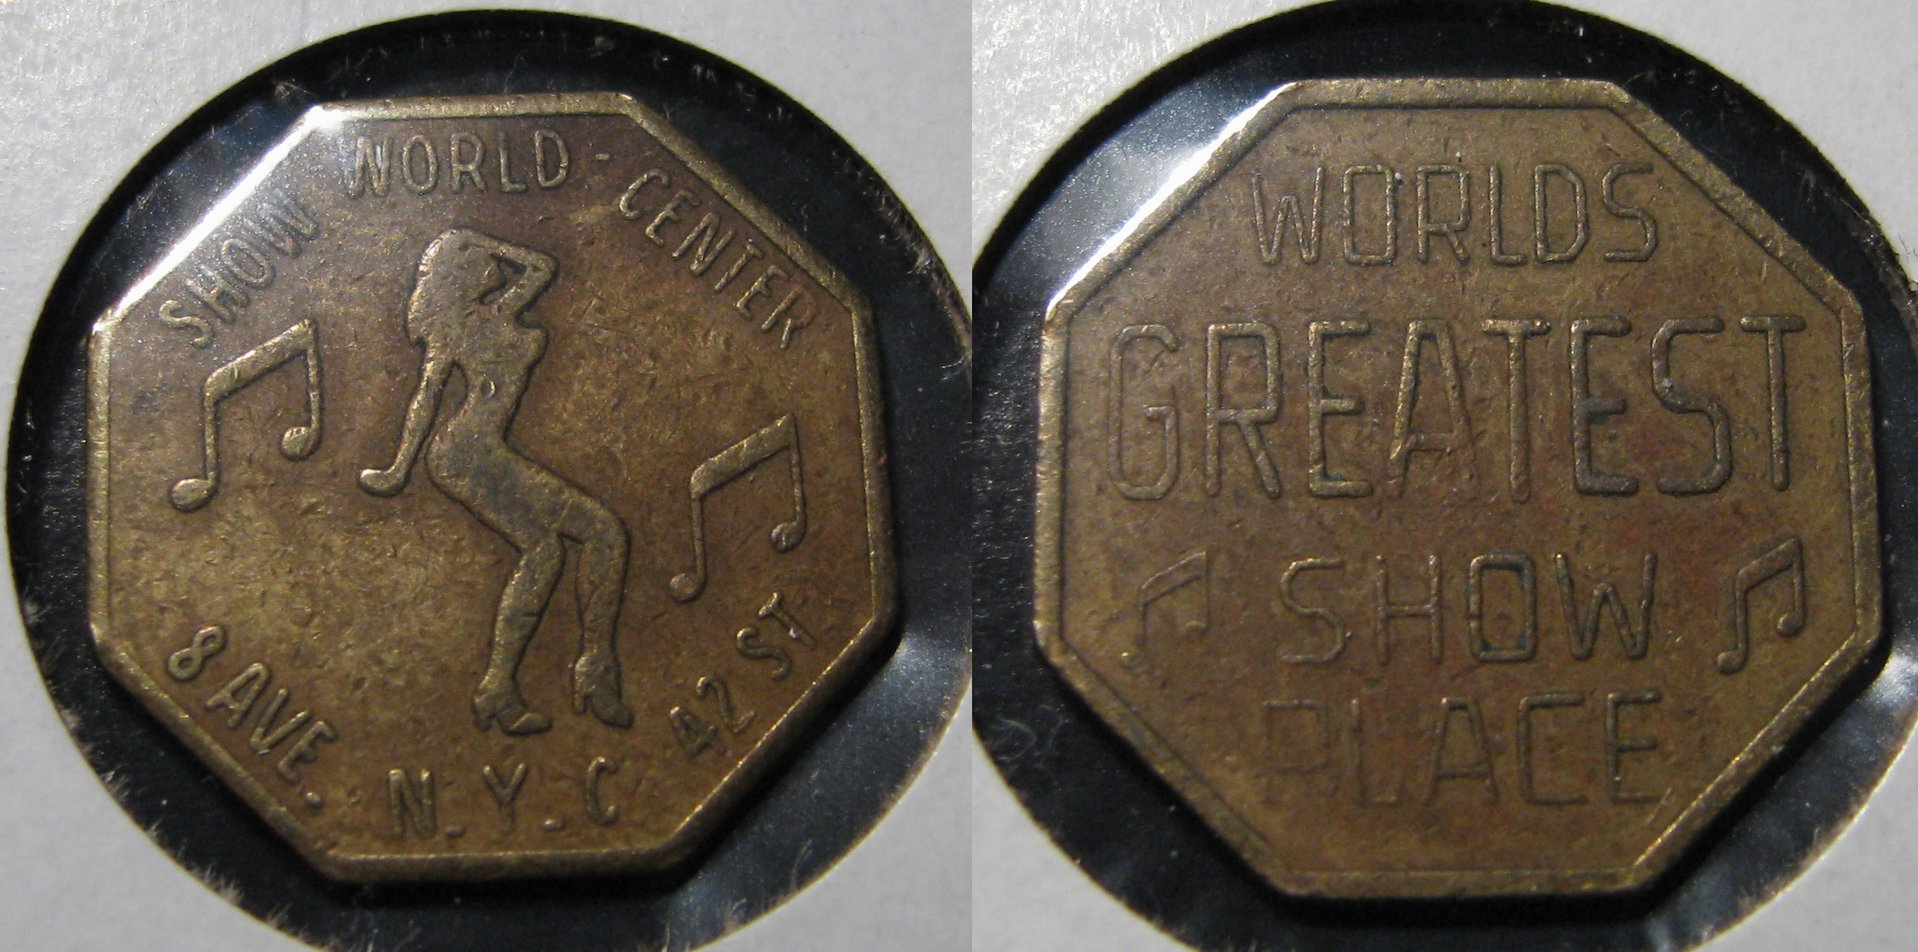 SHOW WORLD - CENTER
8 AVE. N.Y.C 42 ST
WORLDS
GREATEST
SHOW
PLACE